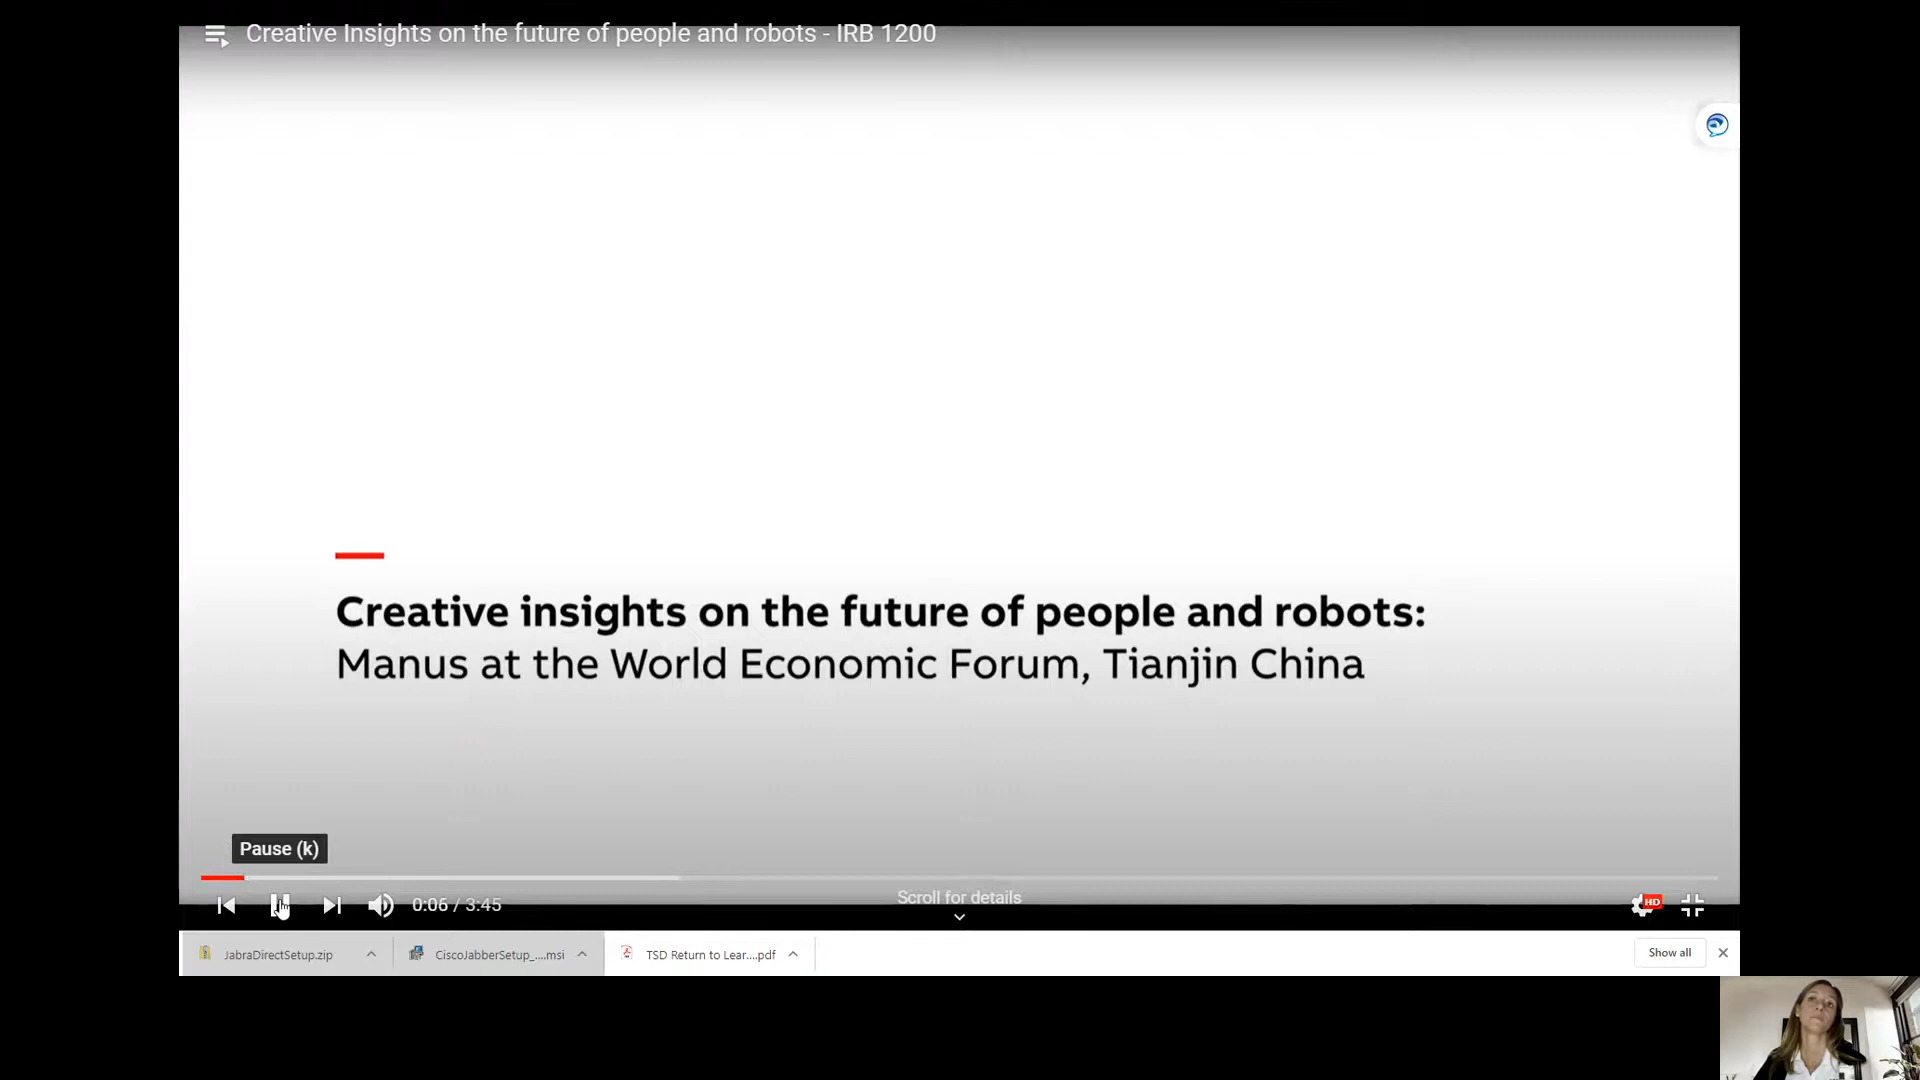 Creative Insights on the future of people and robots - IRB 1200
Creative insights on the future of people and robots:
Manus at the World Economic Forum, Tianjin China
Pause (k)
0:06 / 3:45
Scroll for details
HD
JabraDirectSetup.zip
CiscoJabberSetup_....msi
TSD Return to Lear....pdf
Show all